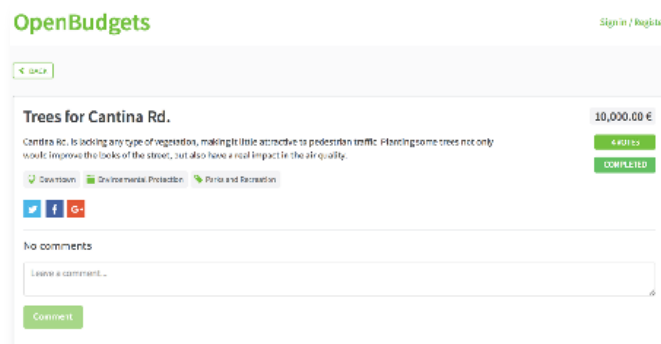 OpenBudgets
Sign in / Registe
BACK
Trees for Cantina Rd.
10,000.00 €
Cantina Rd. is lacking any type of vegetation, making it little attractive to pedestrian traffic. Planting some trees not only
would improve the looks of the street, but also have a real impact in the air quality.
4 VOTES
COMPLETED
Downtown Environmental Protection Parks and Recreation
G+
No comments
Leave a comment...
Comment